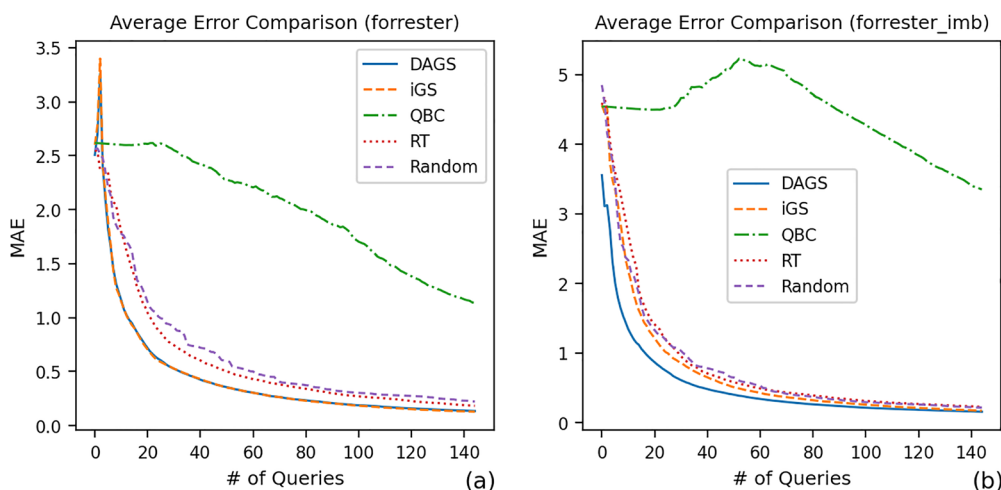 Average Error Comparison (forrester)
MAE
3.5
3.0
2.5
2.0
1.5
1.0
0.5
0.0
DAGS
iGS
QBC
RT
Random
0 20 40 60 80 100 120 140
# of Queries
(a)
Average Error Comparison (forrester_imb)
MAE
5
4
3
2
1
0
DAGS
iGS
QBC
RT
Random
0 20 40 60 80 100 120 140
# of Queries
(b)